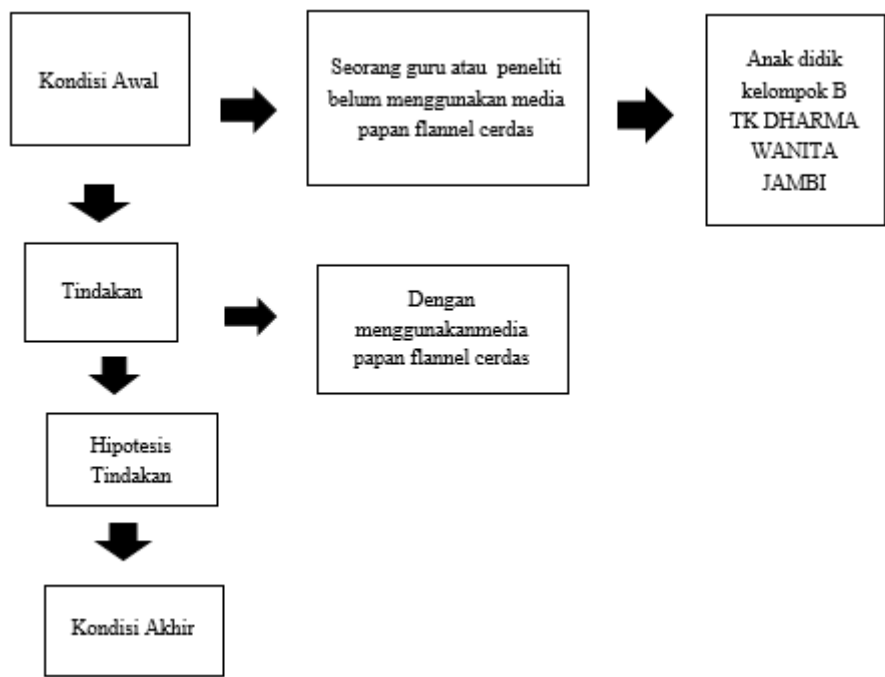 Kondisi Awal
Seorang guru atau peneliti
belum menggunakan media
papan flannel cerdas
Anak didik
kelompok B
TK DHARMA
WANITA
JAMBI
Tindakan
Dengan
menggunakanmedia
papan flannel cerdas
Hipotesis
Tindakan
Kondisi Akhir